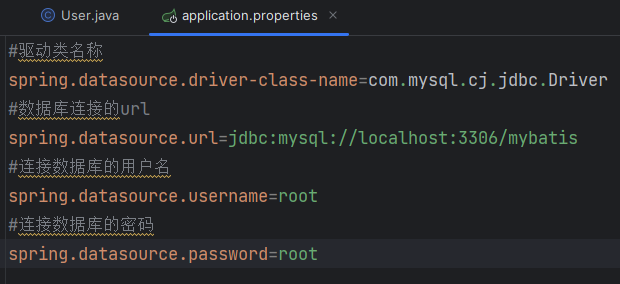 User.java application.properties
#驱动类名称
spring.datasource.driver-class-name=com.mysql.cj.jdbc.Driver
#数据库连接的url
spring.datasource.url=jdbc:mysql://localhost:3306/mybatis
#连接数据库的用户名
spring.datasource.username=root
#连接数据库的密码
spring.datasource.password=root